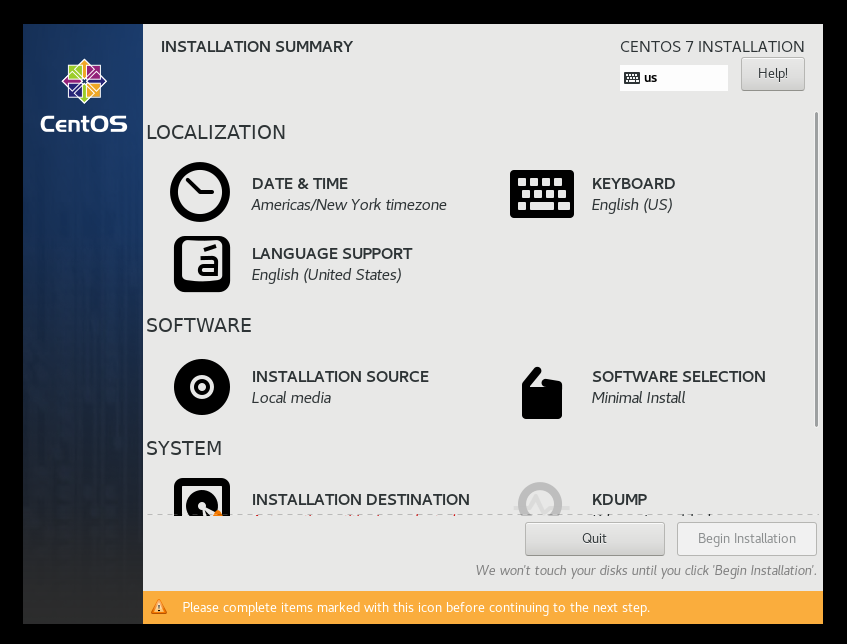 INSTALLATION SUMMARY
CENTOS 7 INSTALLATION
us
Help!
CentOS
LOCALIZATION
DATE & TIME
Americas/New York timezone
KEYBOARD
English (US)
LANGUAGE SUPPORT
English (United States)
SOFTWARE
INSTALLATION SOURCE
Local media
SOFTWARE SELECTION
Minimal Install
SYSTEM
INSTALLATION DESTINATION
KDUMP
Quit
Begin Installation
We won't touch your disks until you click 'Begin Installation'.
Please complete items marked with this icon before continuing to the next step.